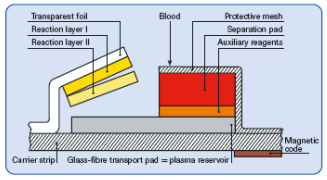 Transparent foil
Reaction layer I
Reaction layer II
Blood
Protective mesh
Separation pad
Auxiliary reagents
Magnetic
code
Carrier strip
Glass-fibre transport pad = plasma reservoir